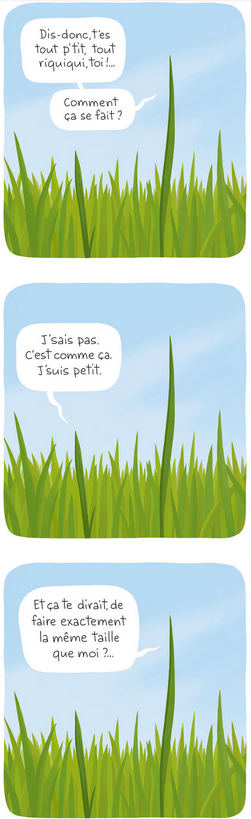 Dis-donc, t'es
tout p'tit, tout
riquiqui, toi !...
Comment
ça se fait ?
J'sais pas.
C'est comme ça.
J'suis petit.
Et ça te dirait, de
faire exactement
la même taille
que moi ?...